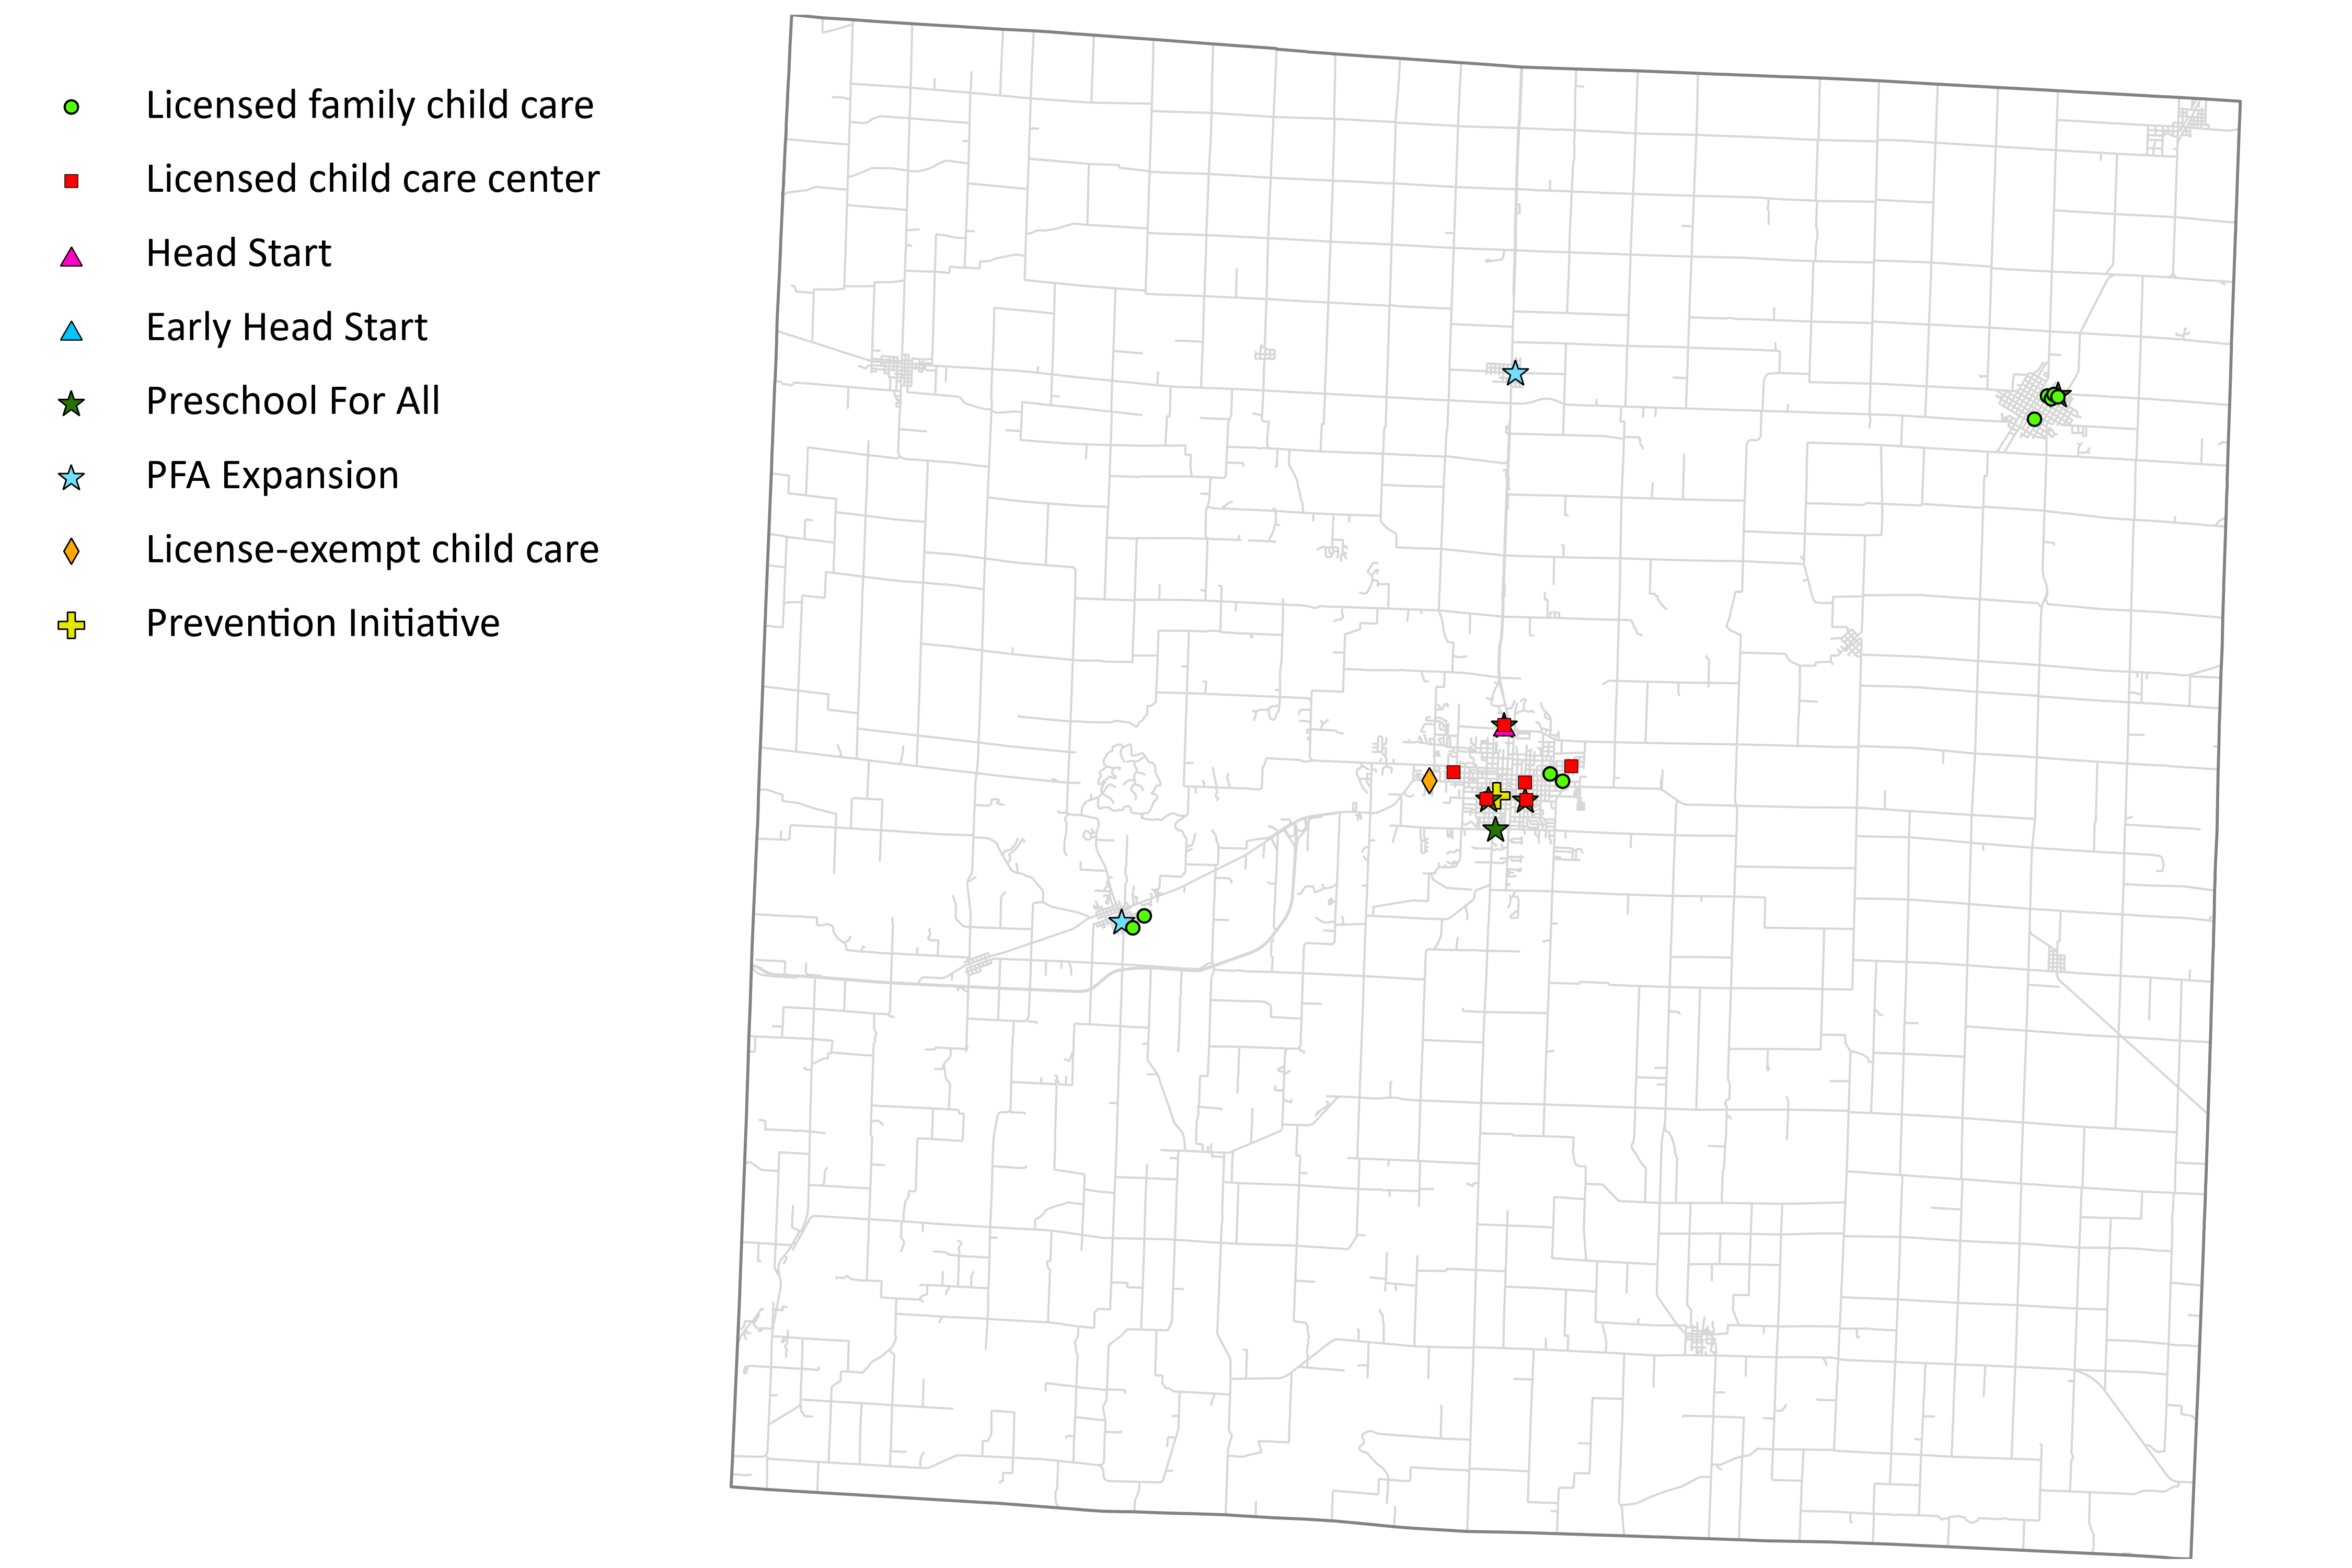 Licensed family child care
Licensed child care center
Head Start
Early Head Start
Preschool For All
PFA Expansion
License-exempt child care
Prevention Initiative